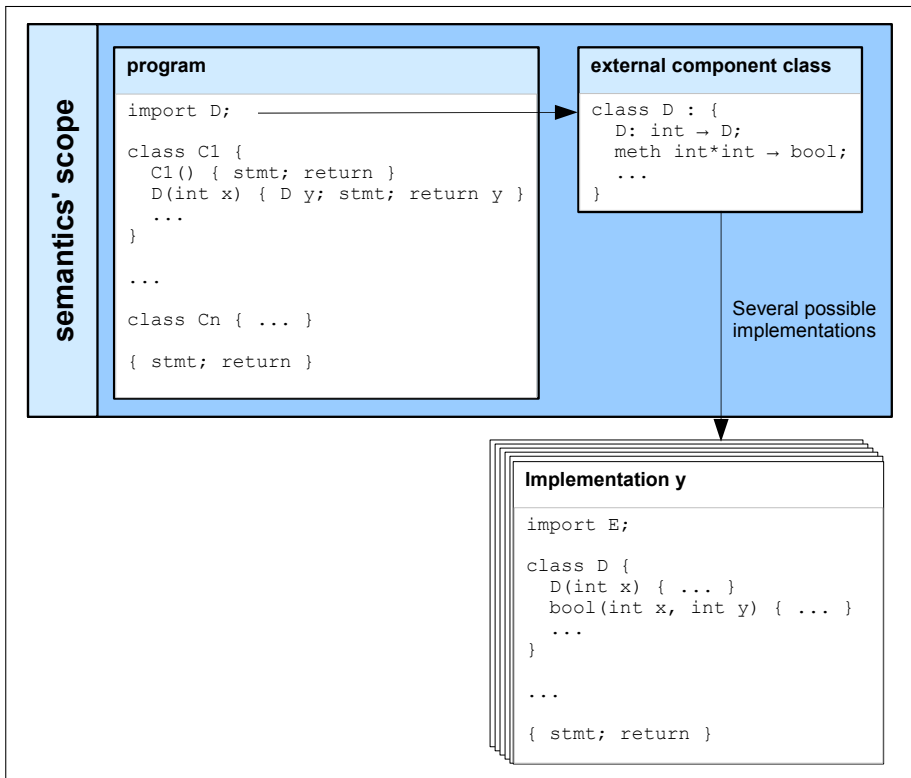 semantics' scope
program
import D;
class C1 {
C1() { stmt; return }
D(int x) { D y; stmt; return y }
...
}
...
class Cn { ... }
{ stmt; return }
external component class
class D : {
D: int → D;
meth int*int → bool;
...
}
Several possible
implementations
Implementation y
import E;
class D {
D(int x) { ... }
bool(int x, int y) { ... }
...
}
...
{ stmt; return }